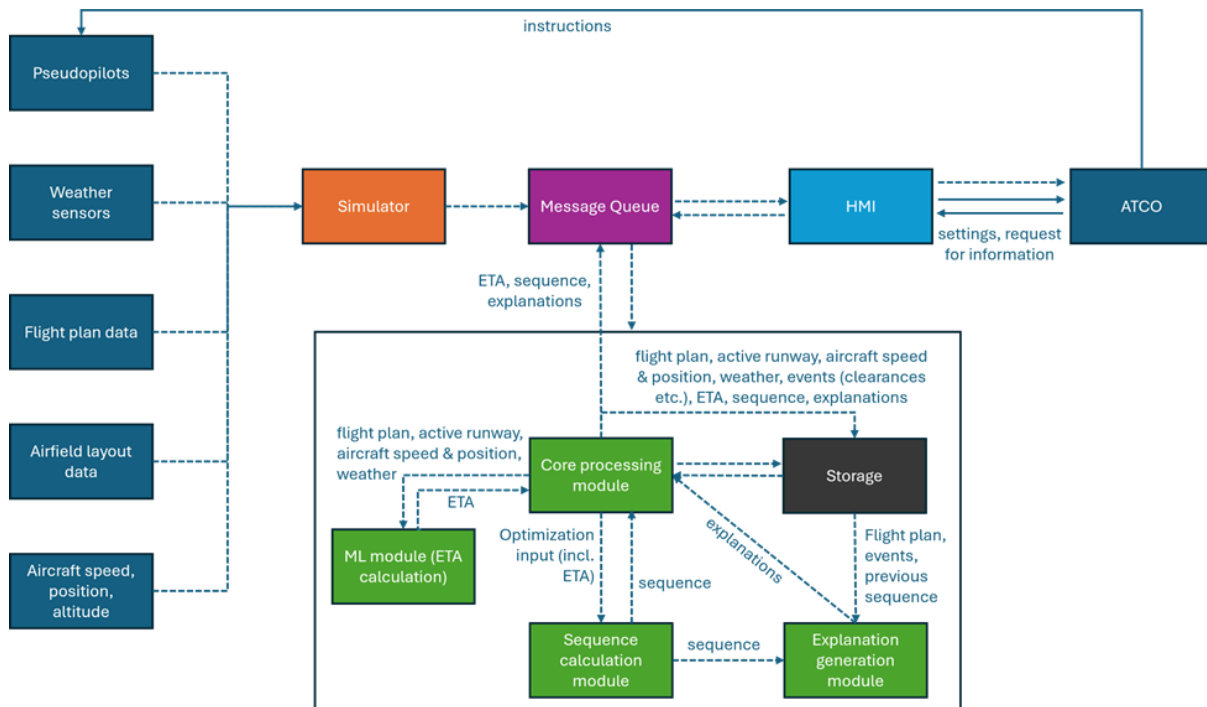 instructions
Pseudopilots
Weather
sensors
Simulator
Message Queue
HMI
ATCO
settings, request
for information
ETA, sequence,
explanations
Flight plan data
flight plan, active runway, aircraft speed
& position, weather, events (clearances
etc.), ETA, sequence, explanations
flight plan, active runway,
aircraft speed & position,
weather
Airfield layout
data
Core processing
module
Storage
ETA
Optimization
input (incl.
ETA)
explanations
Flight plan,
events,
previous
sequence
ML module (ETA
calculation)
sequence
Aircraft speed,
position,
altitude
Sequence
calculation
module
sequence
Explanation
generation
module